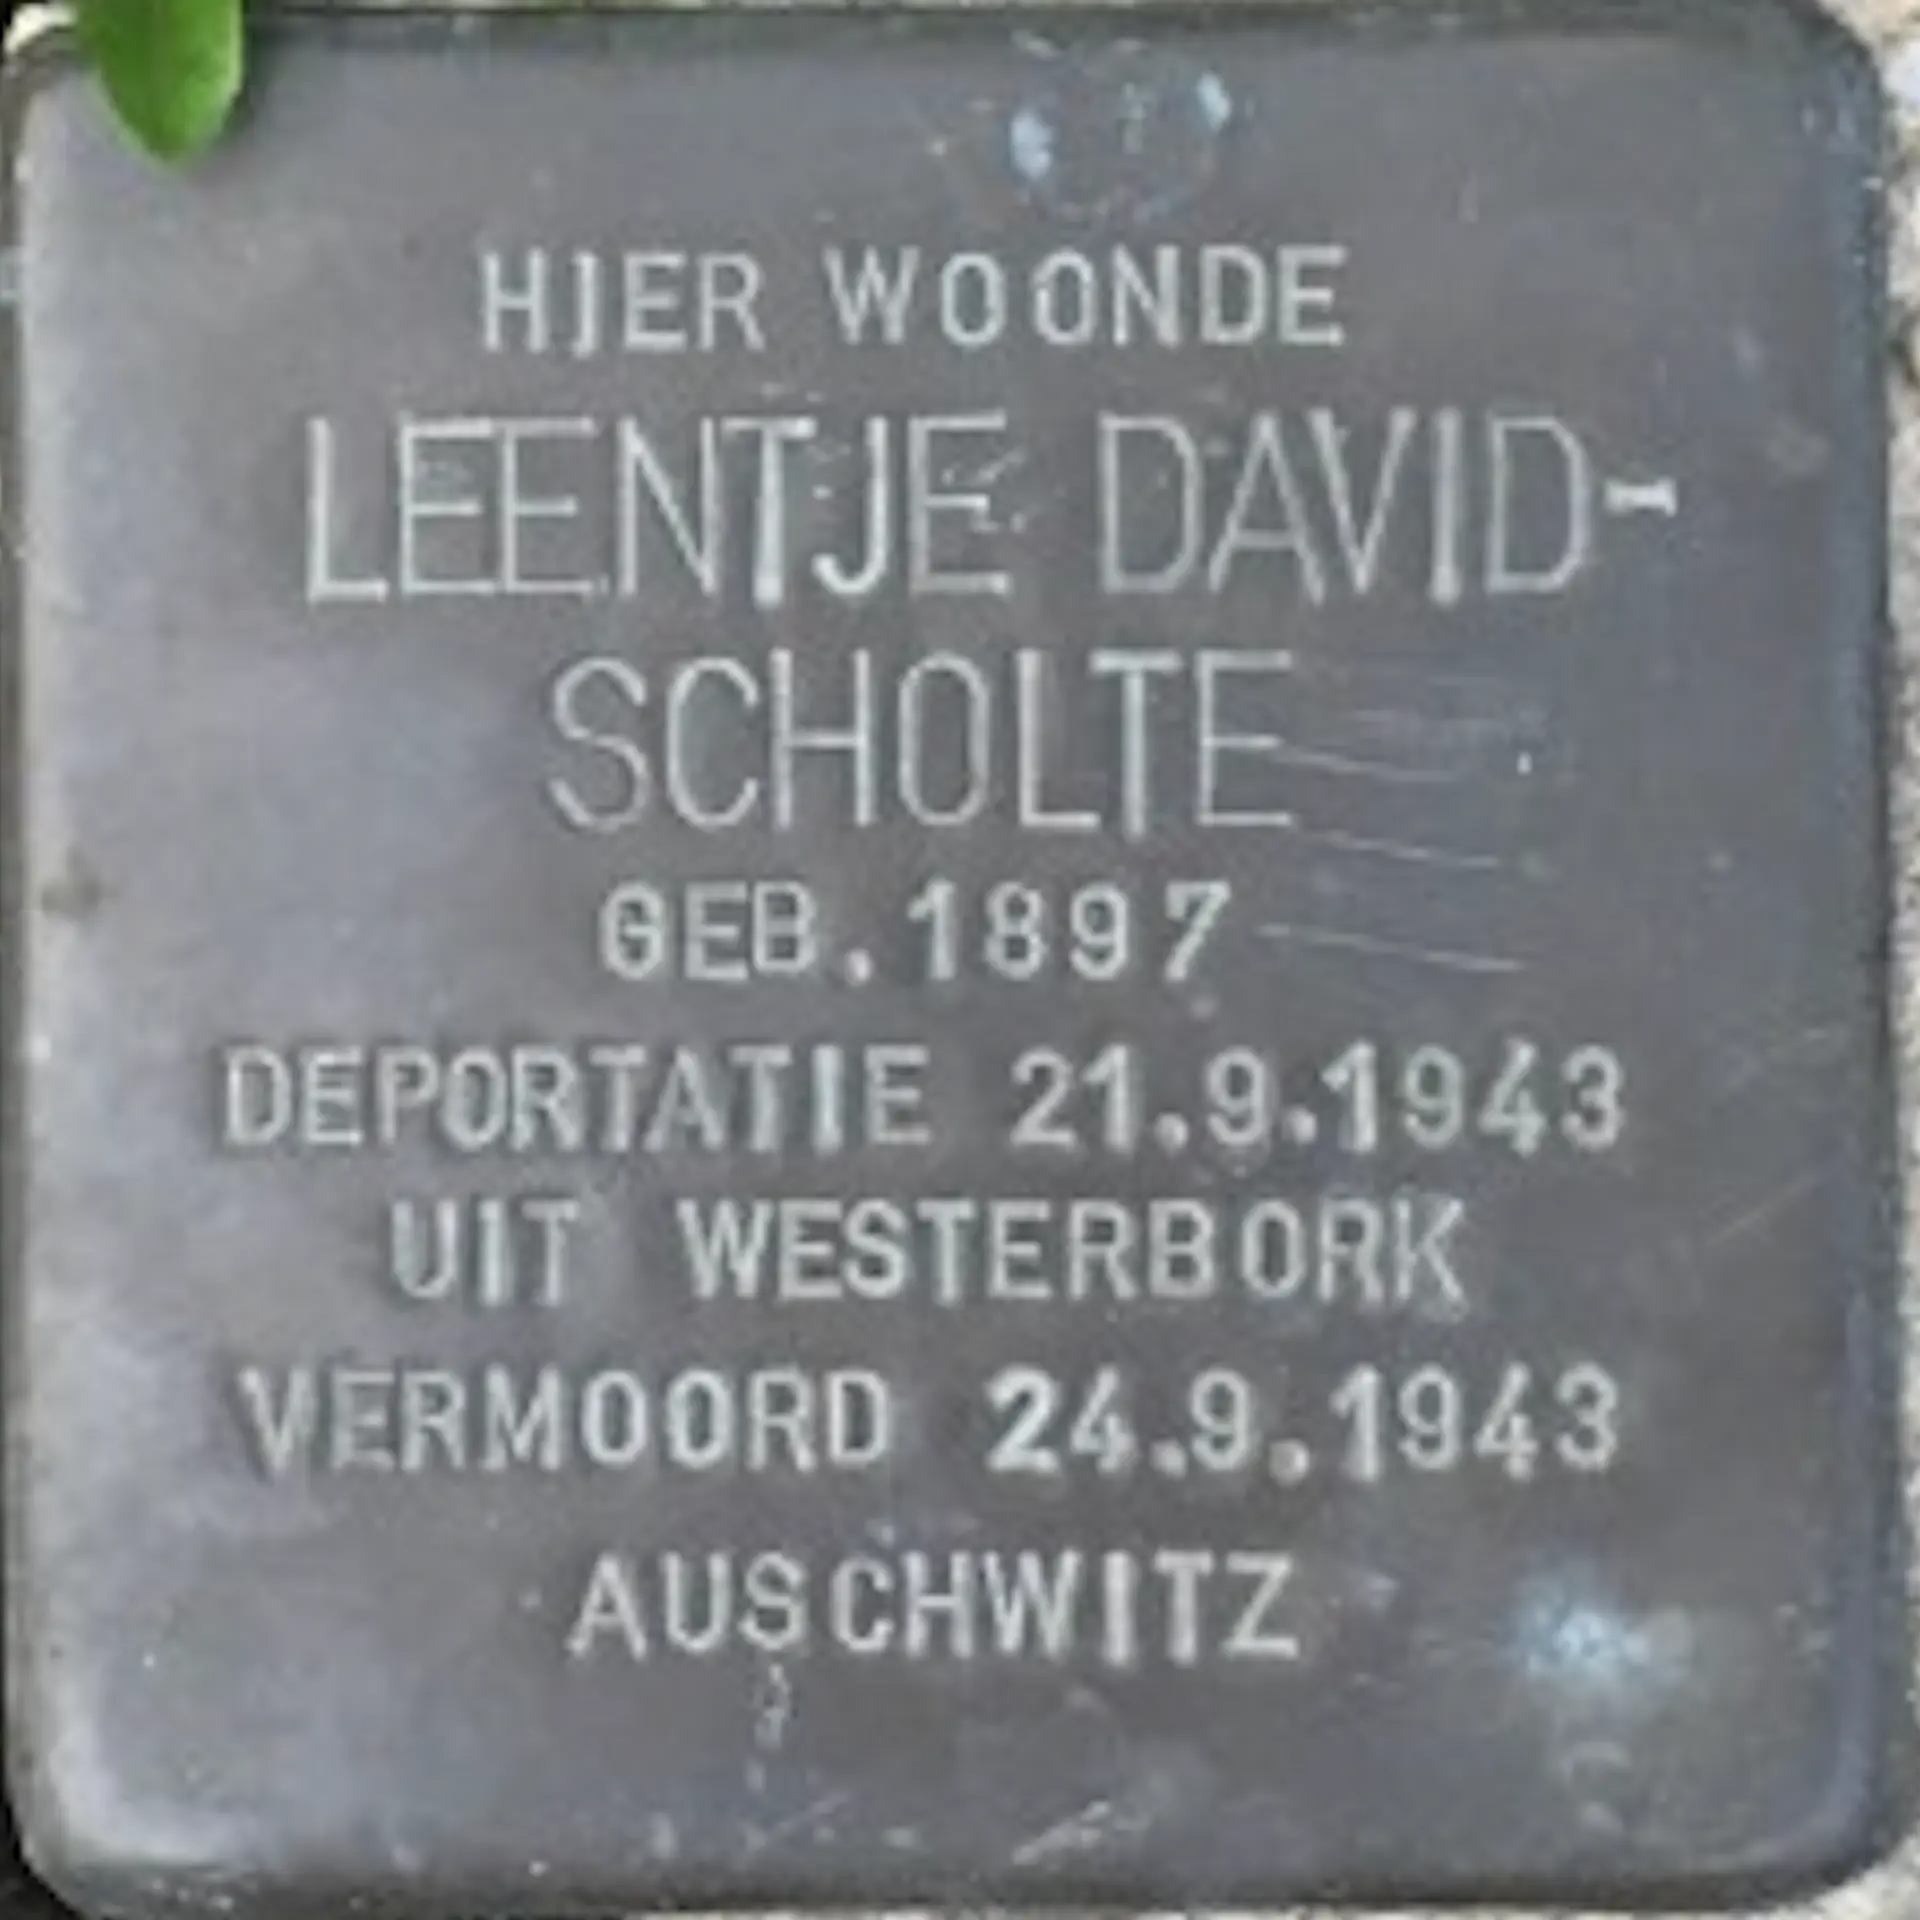 HIER WOONDE
LEENTJE DAVID-
SCHOLTE
GEB.1897
DEPORTATIE 21.9.1943
UIT WESTERBORK
VERMOORD 24.9.1943
AUSCHWITZ